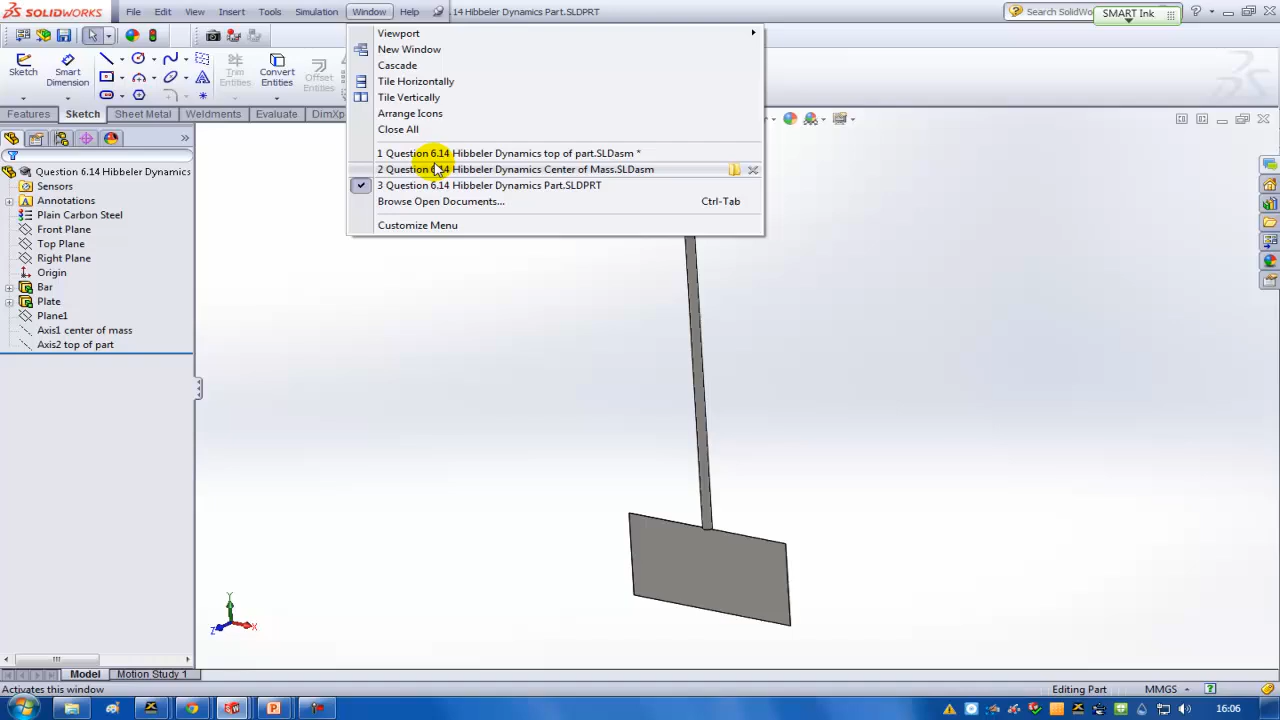 SOLIDWORKS
File
Edit
View
Insert
Tools
Simulation
Window
Help
.14 Hibbeler Dynamics Part.SLDPRT
Search SolidWo
SMART Ink
Sketch
Smart Dimension
Trim Entities
Convert Entities
Offset Entities
Features
Sketch
Sheet Metal
Weldments
Evaluate
DimXp
Viewport
New Window
Cascade
Tile Horizontally
Tile Vertically
Arrange Icons
Close All
1 Question 6.14 Hibbeler Dynamics top of part.SLDasm *
2 Question 6.14 Hibbeler Dynamics Center of Mass.SLDasm
3 Question 6.14 Hibbeler Dynamics Part.SLDPRT
Browse Open Documents... Ctrl-Tab
Customize Menu
Question 6.14 Hibbeler Dynamics
Sensors
Annotations
Plain Carbon Steel
Front Plane
Top Plane
Right Plane
Origin
Bar
Plate
Plane1
Axis1 center of mass
Axis2 top of part
Y
Z
X
Model
Motion Study 1
Activates this window
Editing Part
MMGS
16:06